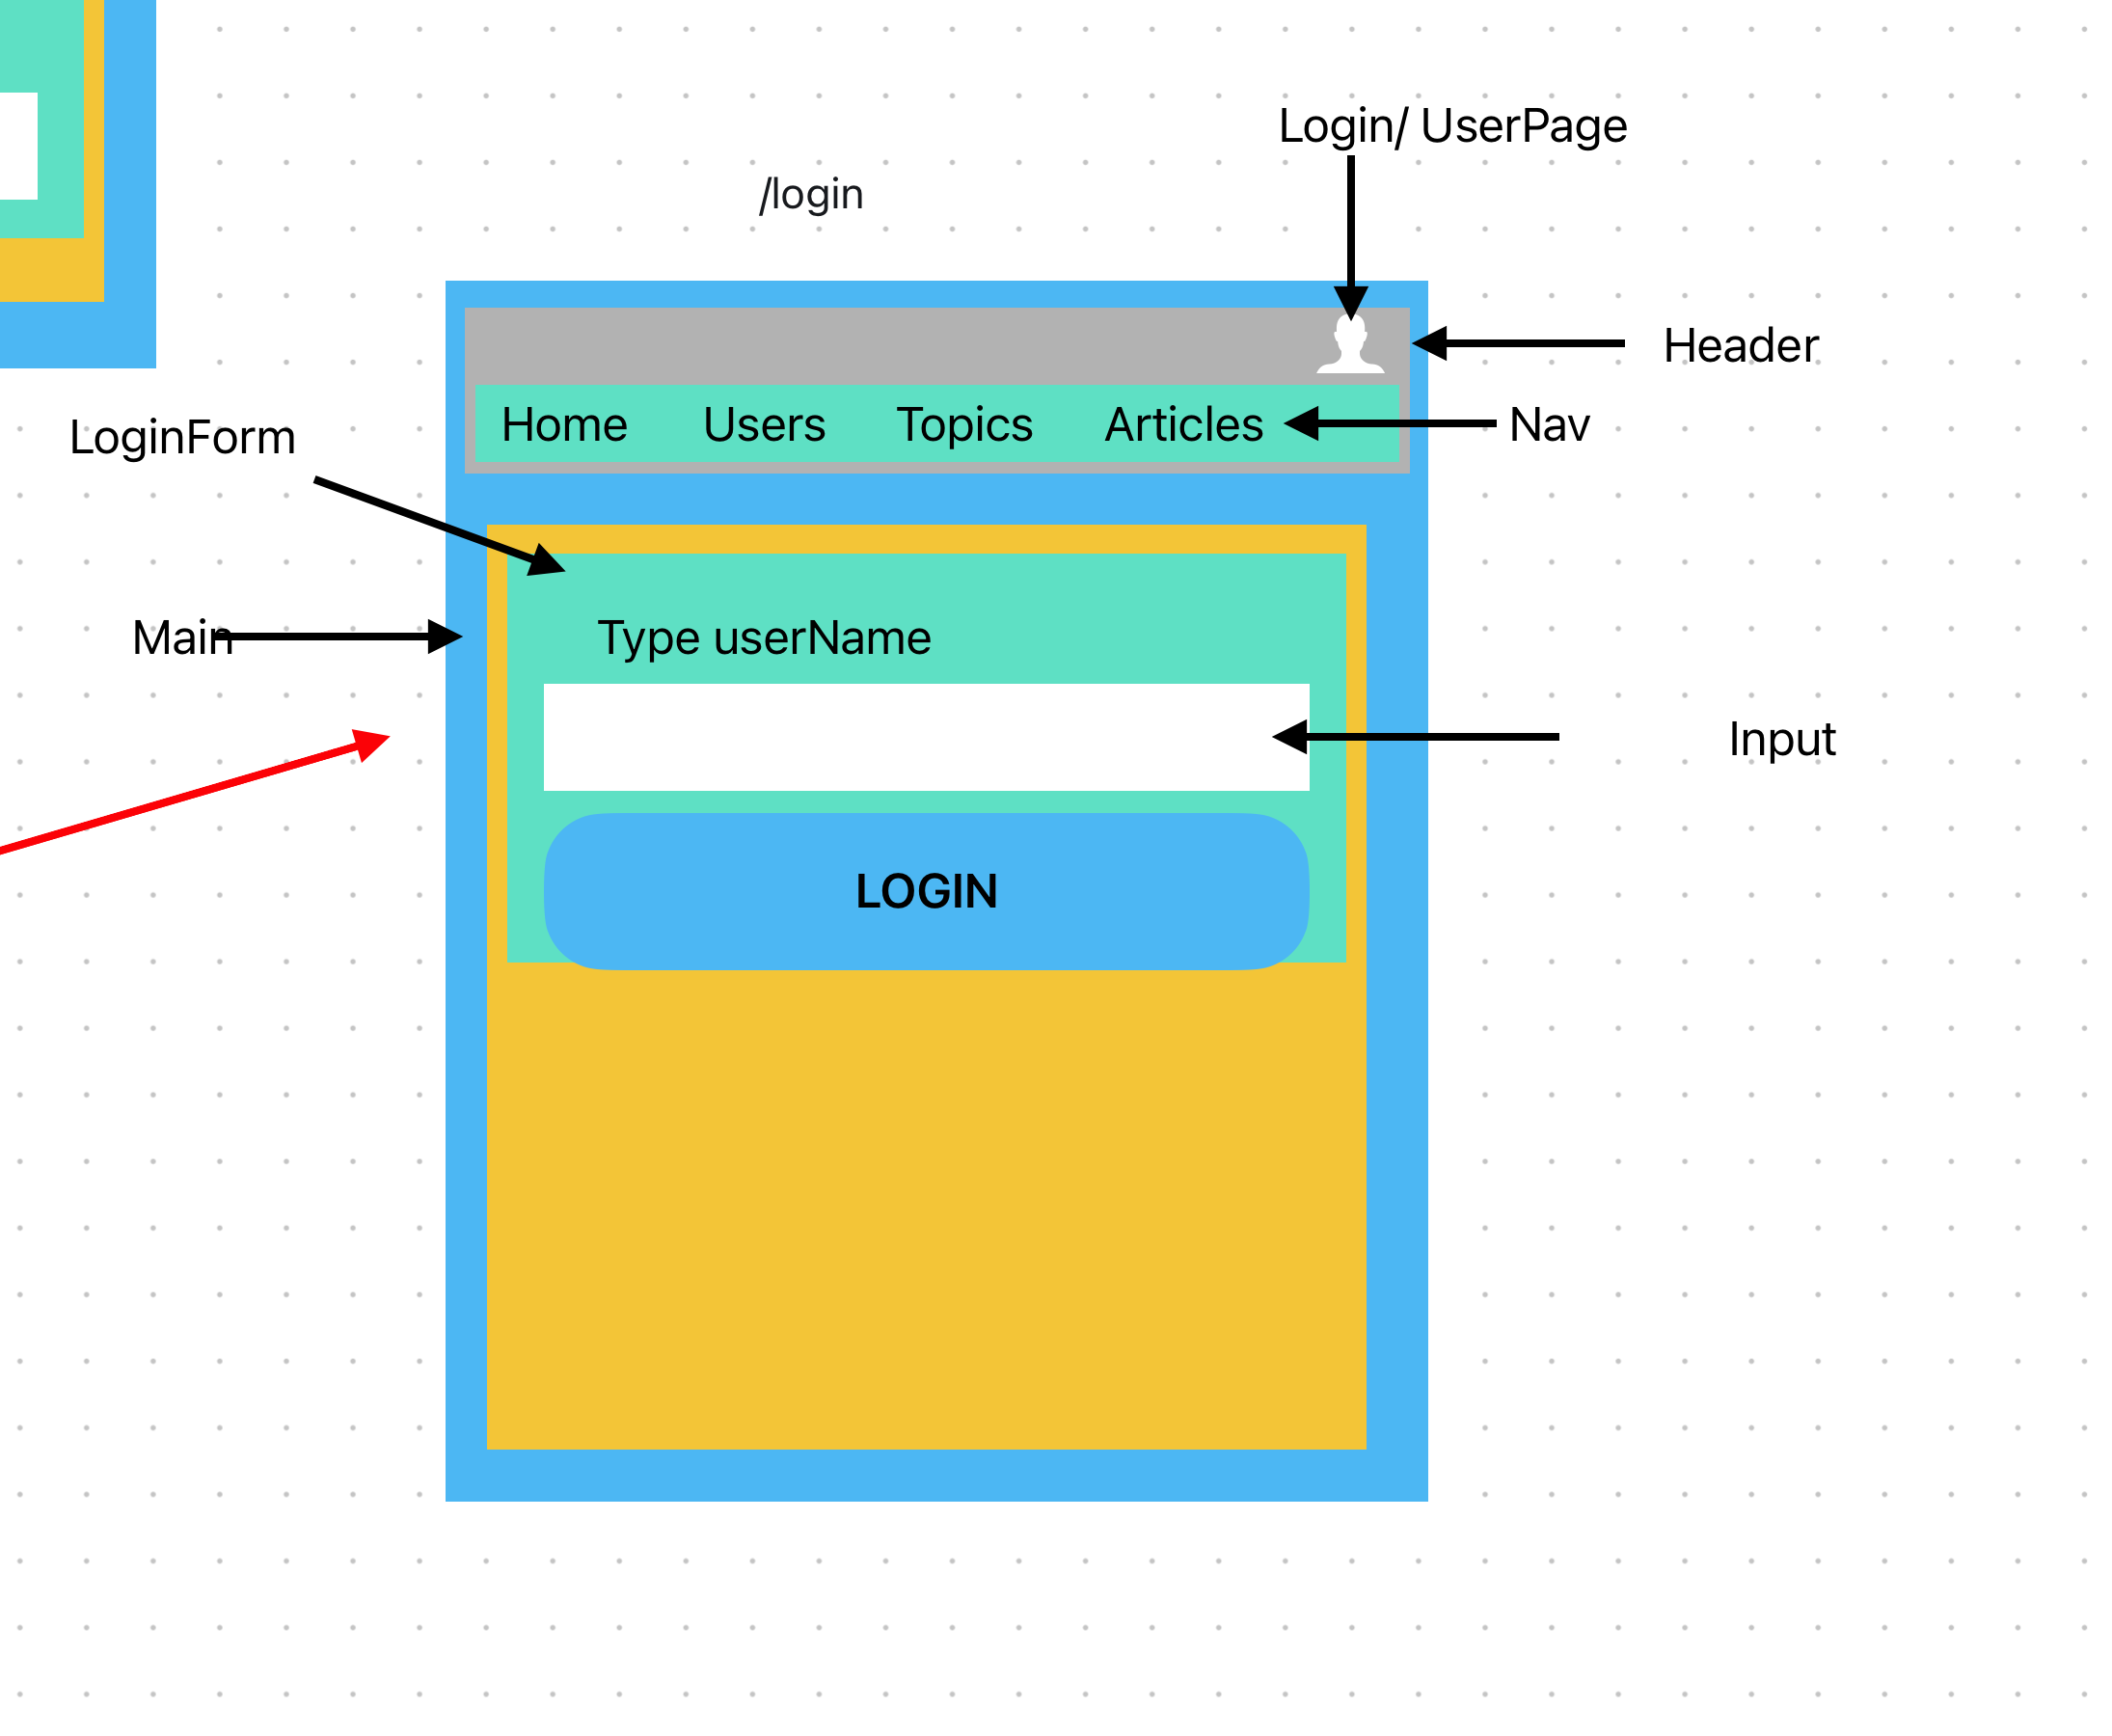 Login/ UserPage
/login
Header
Home Users Topics Articles
Nav
LoginForm
Main
Type userName
Input
LOGIN